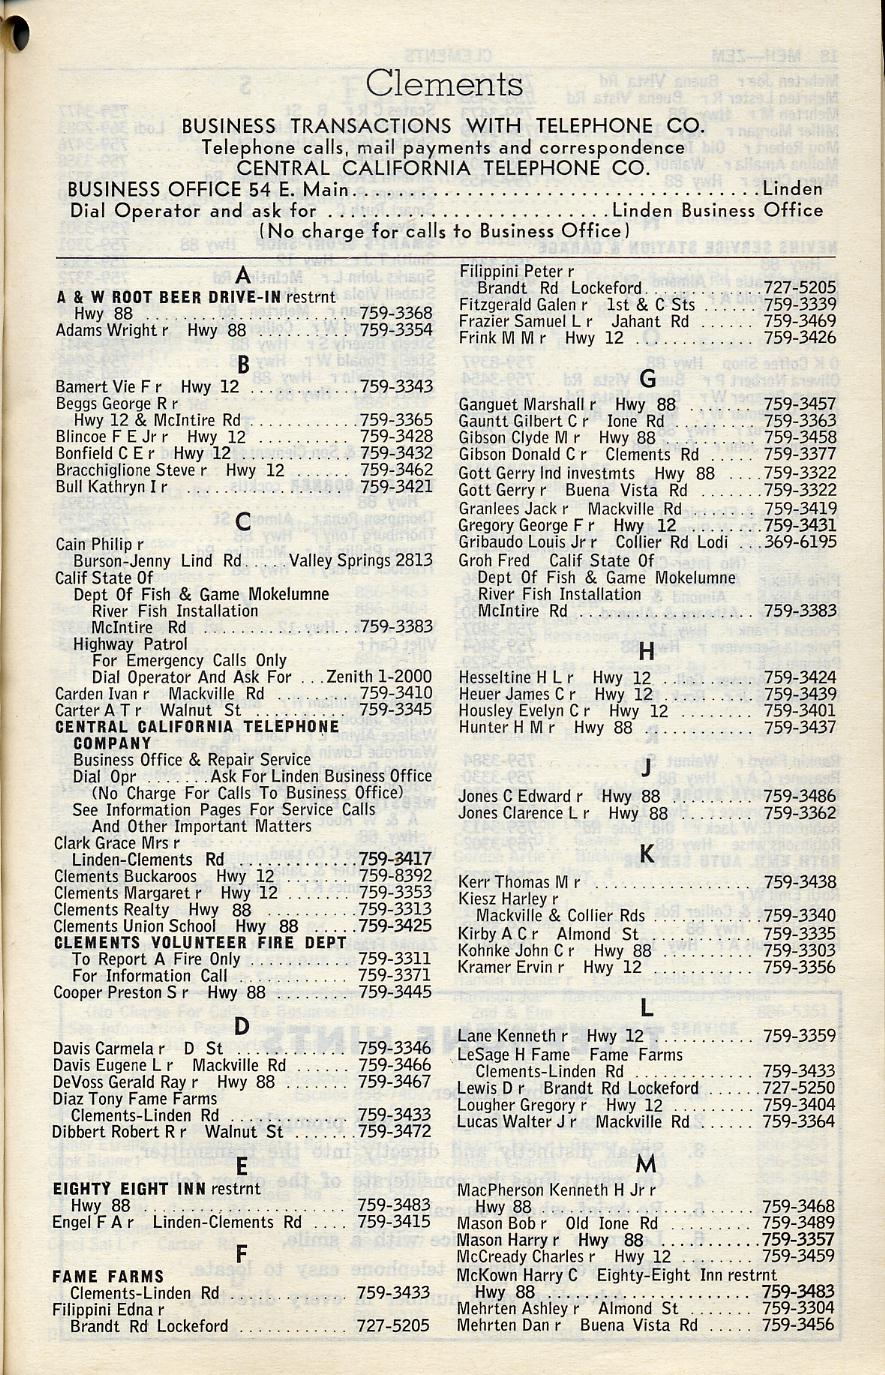 Clements
BUSINESS TRANSACTIONS WITH TELEPHONE CO.
Telephone calls, mail payments and correspondence
CENTRAL CALIFORNIA TELEPHONE CO.
BUSINESS OFFICE 54 E. Main.......................................Linden
Dial Operator and ask for ........................Linden Business Office
(No charge for calls to Business Office)
A
A & W ROOT BEER DRIVE-IN restrnt
Hwy 88 ....................759-3368
Adams Wright r Hwy 88 ..........759-3354
B
Bamert Vie F r Hwy 12 ..........759-3343
Beggs George R r
Hwy 12 & McIntire Rd ..........759-3365
Blincoe F E Jr r Hwy 12 .........759-3428
Bonfield C E r Hwy 12 ..........759-3432
Bracchiglione Steve r Hwy 12 .......759-3462
Bull Kathryn I r ...............759-3421
C
Cain Philip r
Burson-Jenny Lind Rd....Valley Springs 2813
Calif State Of
Dept Of Fish & Game Mokelumne
River Fish Installation
McIntire Rd ...............759-3383
Highway Patrol
For Emergency Calls Only
Dial Operator And Ask For ...Zenith 1-2000
Carden Ivan r Mackville Rd ........759-3410
Carter A T r Walnut St ..........759-3345
CENTRAL CALIFORNIA TELEPHONE
COMPANY
Business Office & Repair Service
Dial Opr ......Ask For Linden Business Office
(No Charge For Calls To Business Office)
See Information Pages For Service Calls
And Other Important Matters
Clark Grace Mrs r
Linden-Clements Rd ............759-3417
Clements Buckaroos Hwy 12 ........759-8392
Clements Margaret r Hwy 12 .......759-3353
Clements Realty Hwy 88 .........759-3313
Clements Union School Hwy 88 .....759-3425
CLEMENTS VOLUNTEER FIRE DEPT
To Report A Fire Only ..........759-3311
For Information Call ...........759-3371
Cooper Preston S r Hwy 88 ........759-3445
D
Davis Carmela r D St ...........759-3346
Davis Eugene L r Mackville Rd ......759-3466
DeVoss Gerald Ray r Hwy 88 .......759-3467
Diaz Tony Fame Farms
Clements-Linden Rd ............759-3433
Dibbert Robert R r Walnut St ......759-3472
E
EIGHTY EIGHT INN restrnt
Hwy 88 ....................759-3483
Engel F A r Linden-Clements Rd ....759-3415
F
FAME FARMS
Clements-Linden Rd ............759-3433
Filippini Edna r
Brandt Rd Lockeford ...........727-5205
Filippini Peter r
Brandt Rd Lockeford...........727-5205
Fitzgerald Galen r 1st & C Sts ......759-3339
Frazier Samuel L r Jahant Rd ......759-3469
Frink M M r Hwy 12 ...........759-3426
G
Ganguet Marshall r Hwy 88 ........759-3457
Gauntt Gilbert C r Ione Rd ........759-3363
Gibson Clyde M r Hwy 88 .........759-3458
Gibson Donald C r Clements Rd .....759-3377
Gott Gerry Ind investmts Hwy 88 ....759-3322
Gott Gerry r Buena Vista Rd .......759-3322
Granlees Jack r Mackville Rd .......759-3419
Gregory George F r Hwy 12 ........759-3431
Gribaudo Louis Jr r Collier Rd Lodi ...369-6195
Groh Fred Calif State Of
Dept Of Fish & Game Mokelumne
River Fish Installation
McIntire Rd ................759-3383
H
Hesseltine H L r Hwy 12 .........759-3424
Heuer James C r Hwy 12 .........759-3439
Housley Evelyn C r Hwy 12 ........759-3401
Hunter H M r Hwy 88 ...........759-3437
J
Jones C Edward r Hwy 88 .........759-3486
Jones Clarence L r Hwy 88 ........759-3362
K
Kerr Thomas M r ..............759-3438
Kiesz Harley r
Mackville & Collier Rds .........759-3340
Kirby A C r Almond St ..........759-3335
Kohnke John C r Hwy 88 .........759-3303
Kramer Ervin r Hwy 12 ..........759-3356
L
Lane Kenneth r Hwy 12 ..........759-3359
LeSage H Fame Fame Farms
Clements-Linden Rd ............759-3433
Lewis D r Brandt Rd Lockeford .....727-5250
Lougher Gregory r Hwy 12 ........759-3404
Lucas Walter J r Mackville Rd ......759-3364
M
MacPherson Kenneth H Jr r
Hwy 88 ....................759-3468
Mason Bob r Old Ione Rd .........759-3489
Mason Harry r Hwy 88 ..........759-3357
McCready Charles r Hwy 12 .......759-3459
McKown Harry C Eighty-Eight Inn restrnt
Hwy 88 ....................759-3483
Mehrten Ashley r Almond St .......759-3304
Mehrten Dan r Buena Vista Rd .....759-3456